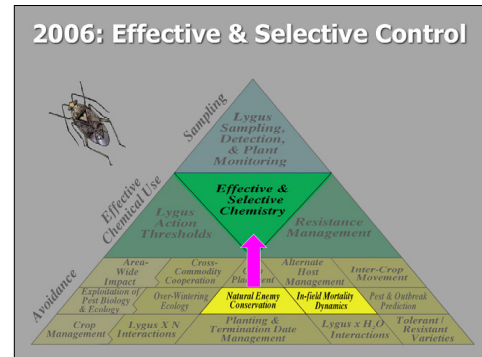 2006: Effective & Selective Control
Sampling
Lygus
Sampling,
Detection,
& Plant
Monitoring
Effective
Chemical Use
Effective &
Selective
Chemistry
Lygus
Action
Thresholds
Resistance
Management
Avoidance
Area-
Wide
Impact
Cross-
Commodity
Cooperation
Alternate
Host
Management
Inter-Crop
Movement
Exploitation of
Pest Biology
& Ecology
Over-Wintering
Ecology
Natural Enemy
Conservation
In-field Mortality
Dynamics
Pest & Outbreak
Prediction
Crop
Management
Lygus X N
Interactions
Planting &
Termination Date
Management
Lygus x H2O
Interactions
Tolerant /
Resistant
Varieties